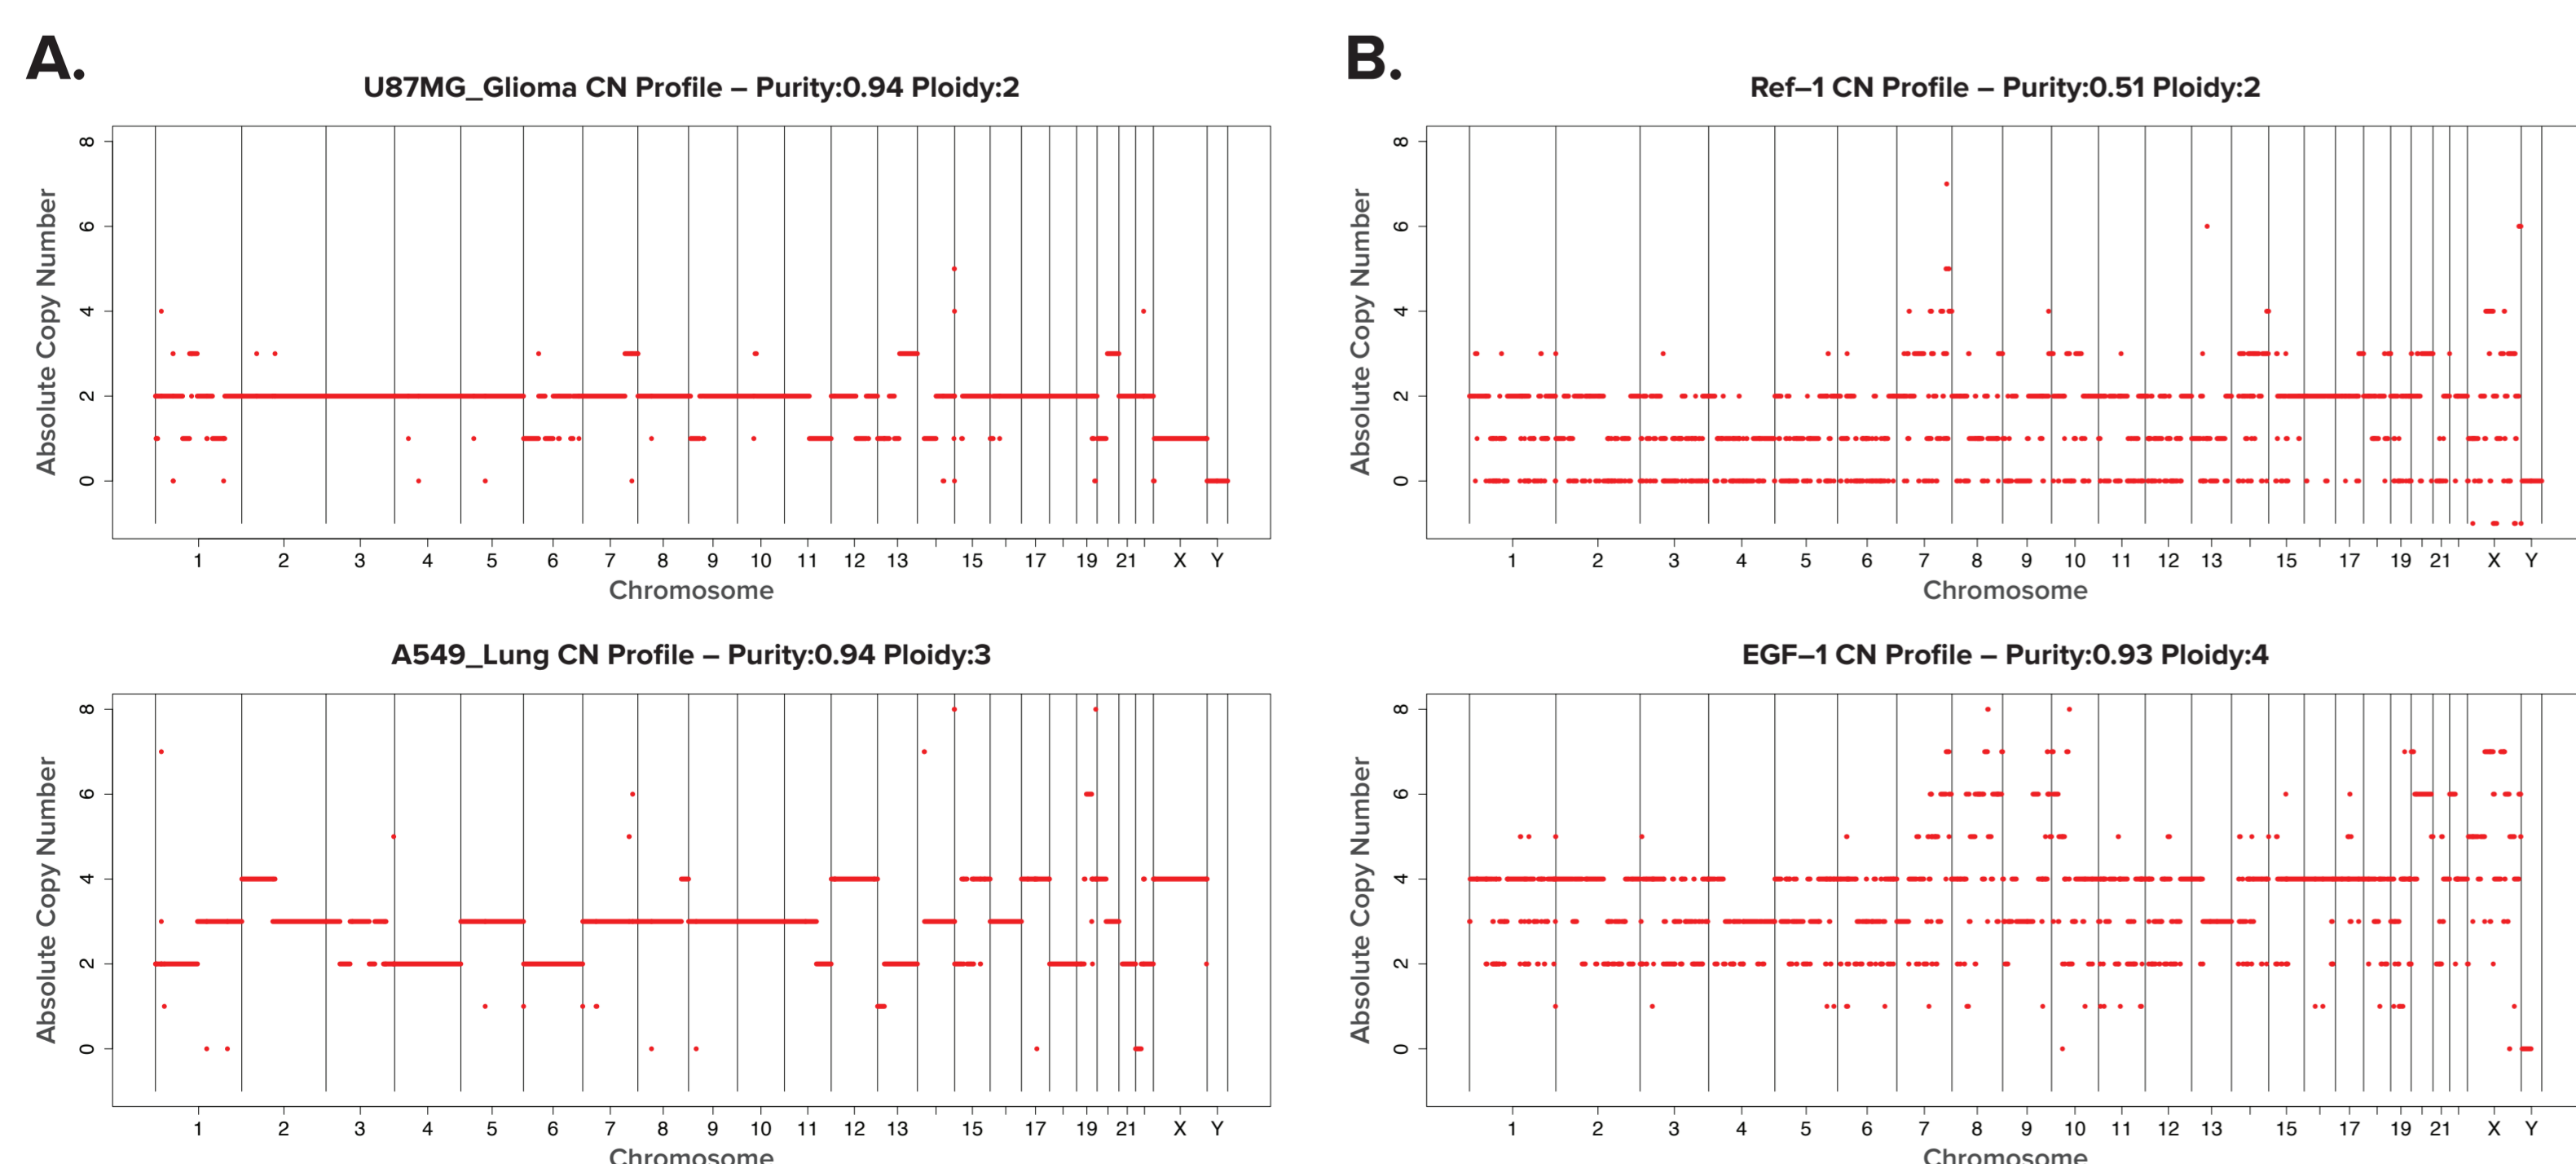 A.
U87MG_Glioma CN Profile – Purity:0.94 Ploidy:2
Absolute Copy Number
8
6
4
2
0
1 2 3 4 5 6 7 8 9 10 11 12 13 15 17 19 21 X Y
Chromosome
A549_Lung CN Profile – Purity:0.94 Ploidy:3
Absolute Copy Number
8
6
4
2
0
1 2 3 4 5 6 7 8 9 10 11 12 13 15 17 19 21 X Y
Chromosome
B.
Ref–1 CN Profile – Purity:0.51 Ploidy:2
Absolute Copy Number
8
6
4
2
0
1 2 3 4 5 6 7 8 9 10 11 12 13 15 17 19 21 X Y
Chromosome
EGF–1 CN Profile – Purity:0.93 Ploidy:4
Absolute Copy Number
8
6
4
2
0
1 2 3 4 5 6 7 8 9 10 11 12 13 15 17 19 21 X Y
Chromosome